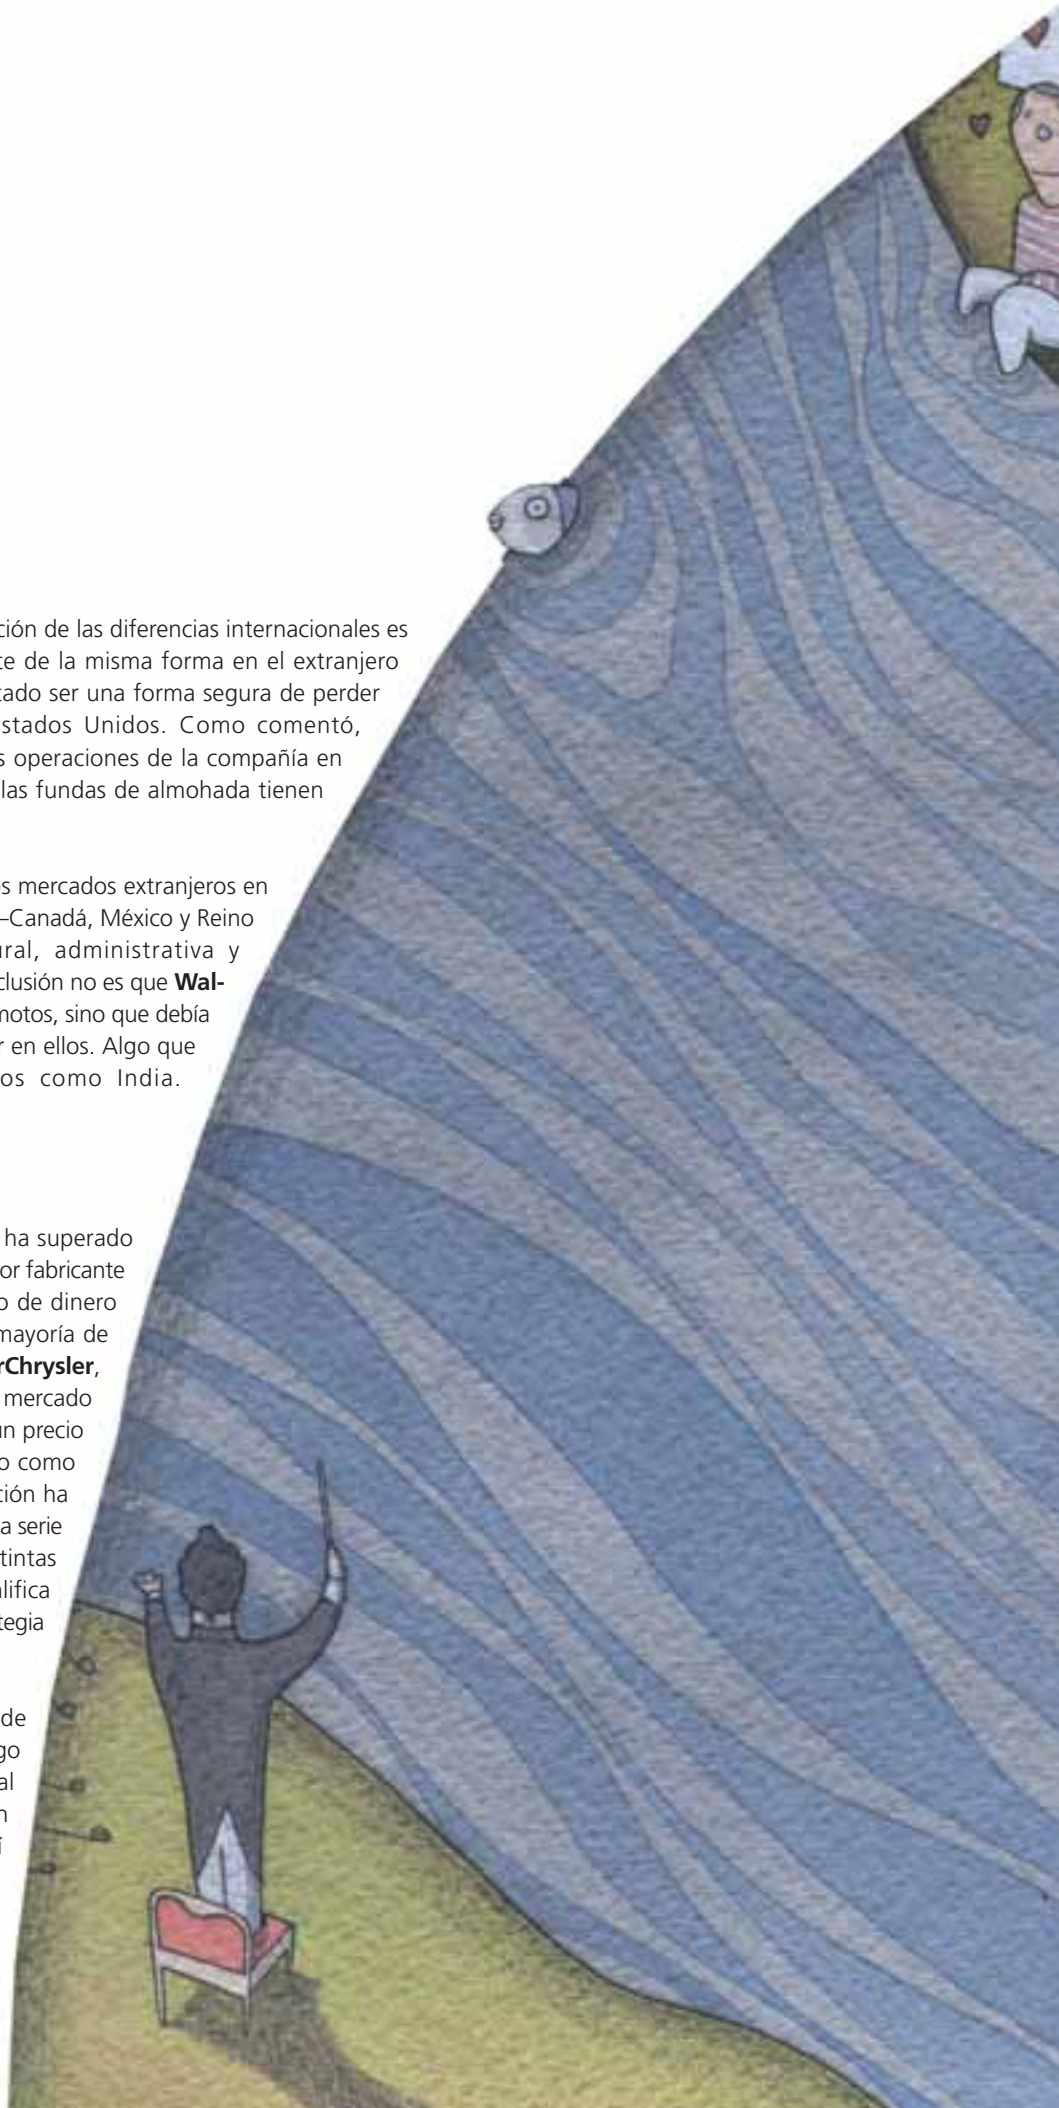 ción de las diferencias internacionales es
te de la misma forma en el extranjero
tado ser una forma segura de perder
stados Unidos. Como comentó,
s operaciones de la compañía en
las fundas de almohada tienen
os mercados extranjeros en
–Canadá, México y Reino
ural, administrativa y
clusión no es que Wal-
motos, sino que debía
r en ellos. Algo que
os como India.
ha superado
or fabricante
o de dinero
mayoría de
rChrysler,
mercado
un precio
o como
ción ha
a serie
tintas
alifica
tegia
de
go
al
n
í